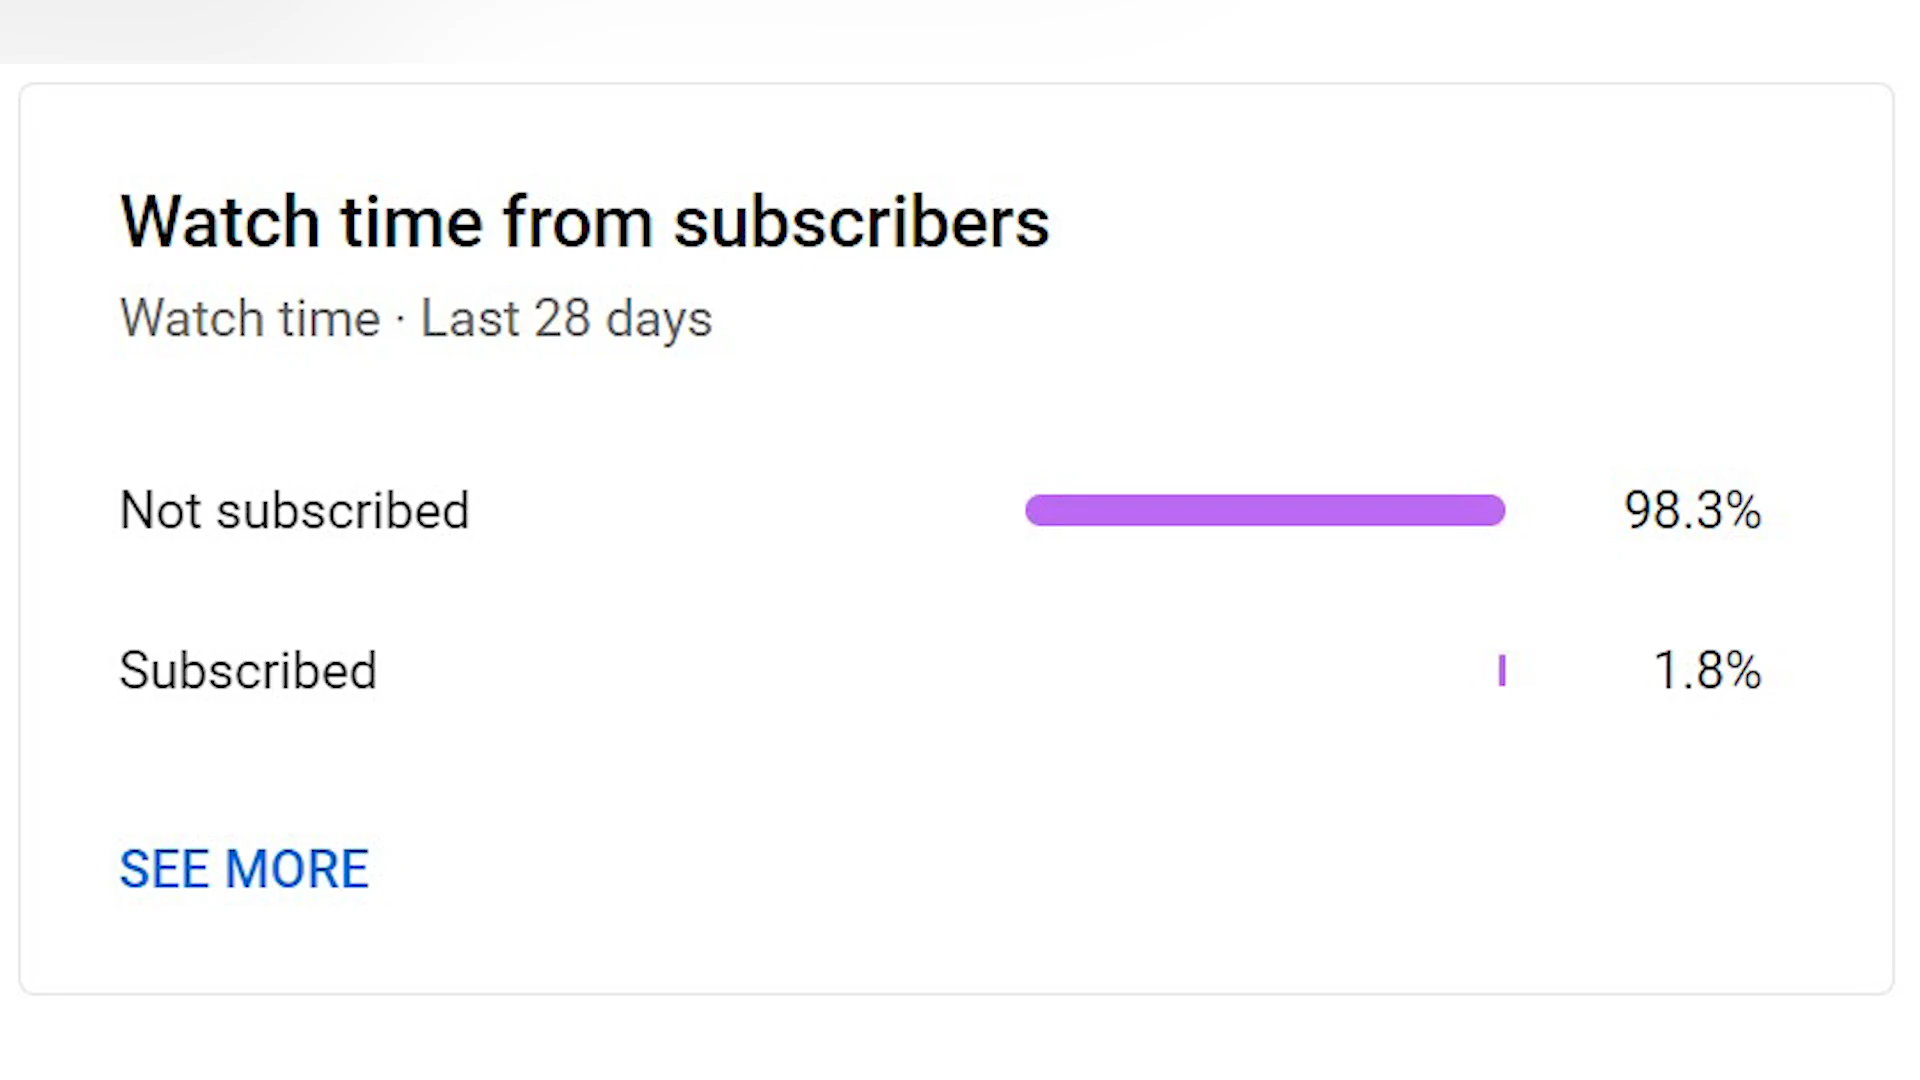 Watch time from subscribers
Watch time · Last 28 days
Not subscribed 98.3%
Subscribed 1.8%
SEE MORE